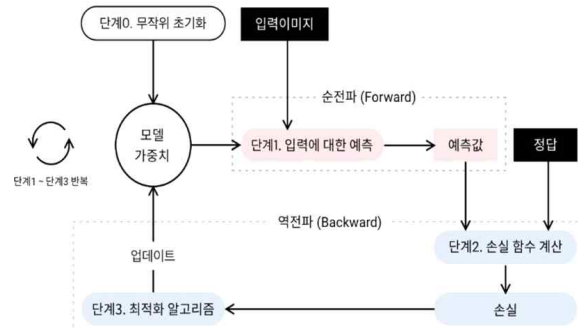 단계0. 무작위 초기화
입력이미지
순전파 (Forward)
모델
가중치
단계1. 입력에 대한 예측
예측값
정답
단계1 ~ 단계3 반복
역전파 (Backward)
단계2. 손실 함수 계산
업데이트
단계3. 최적화 알고리즘
손실